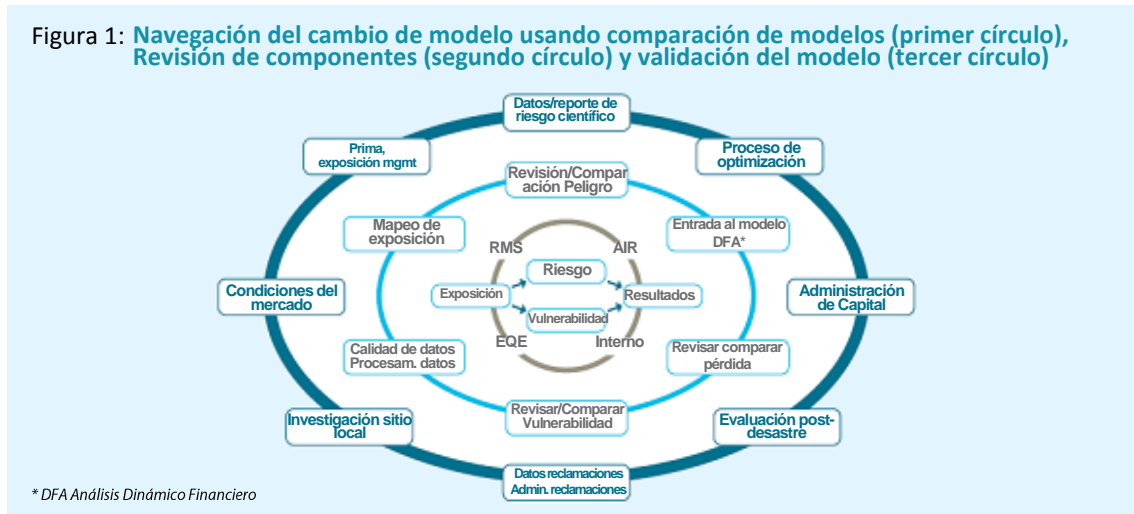 Figura 1: Navegación del cambio de modelo usando comparación de modelos (primer círculo),
Revisión de componentes (segundo círculo) y validación del modelo (tercer círculo)
Datos/reporte de
riesgo científico
Prima,
exposición mgmt
Proceso de
optimización
Revisión/Compar
ación Peligro
Mapeo de
exposición
Entrada al modelo
DFA*
RMS
AIR
Riesgo
Condiciones del
mercado
Exposición
Resultados
Administración
de Capital
Vulnerabilidad
EQE
Interno
Calidad de datos
Procesam. datos
Revisar comparar
pérdida
Revisar/Comparar
Vulnerabilidad
Investigación sitio
local
Evaluación post-
desastre
Datos reclamaciones
Admin. reclamaciones
* DFA Análisis Dinámico Financiero